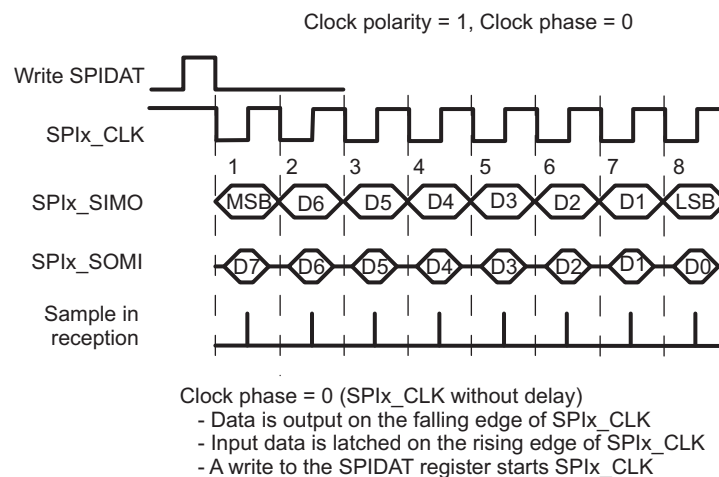 Clock polarity = 1, Clock phase = 0
Write SPIDAT
SPIx_CLK
1 2 3 4 5 6 7 8
SPIx_SIMO MSB D6 D5 D4 D3 D2 D1 LSB
SPIx_SOMI D7 D6 D5 D4 D3 D2 D1 D0
Sample in
reception
Clock phase = 0 (SPIx_CLK without delay)
- Data is output on the falling edge of SPIx_CLK
- Input data is latched on the rising edge of SPIx_CLK
- A write to the SPIDAT register starts SPIx_CLK